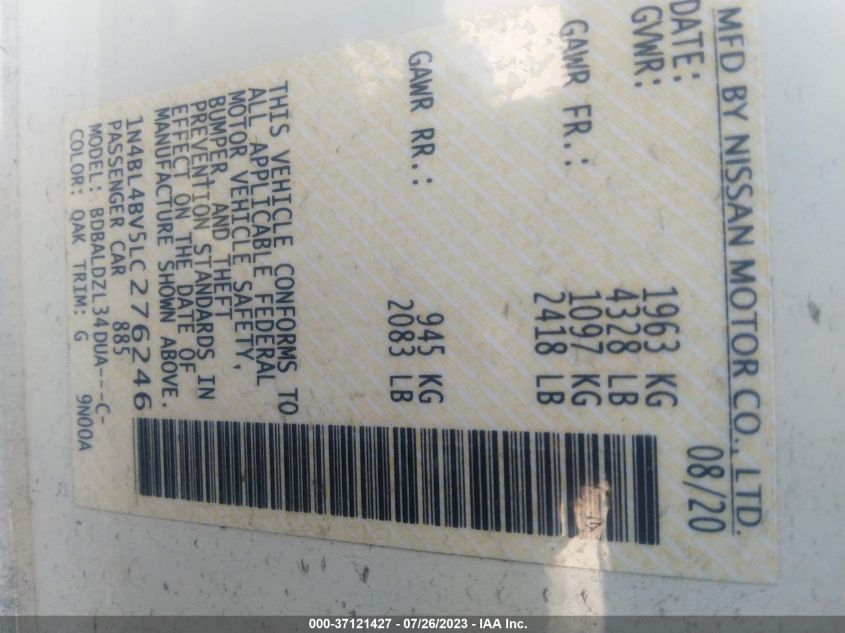 MFD BY NISSAN MOTOR CO., LTD.
DATE: 08/20
GVWR: 1963 KG
4328 LB
GAWR FR.: 1097 KG
2418 LB
GAWR RR.: 945 KG
2083 LB
THIS VEHICLE CONFORMS TO
ALL APPLICABLE FEDERAL
MOTOR VEHICLE SAFETY,
BUMPER, AND THEFT
PREVENTION STANDARDS IN
EFFECT ON THE DATE OF
MANUFACTURE SHOWN ABOVE.
1N4BL4BV5LC276246
PASSENGER CAR 885
MODEL: BDBALDZL34DUA---C-
COLOR: QAK TRIM: G 9N00A
000-37121427 - 07/26/2023 - IAA Inc.